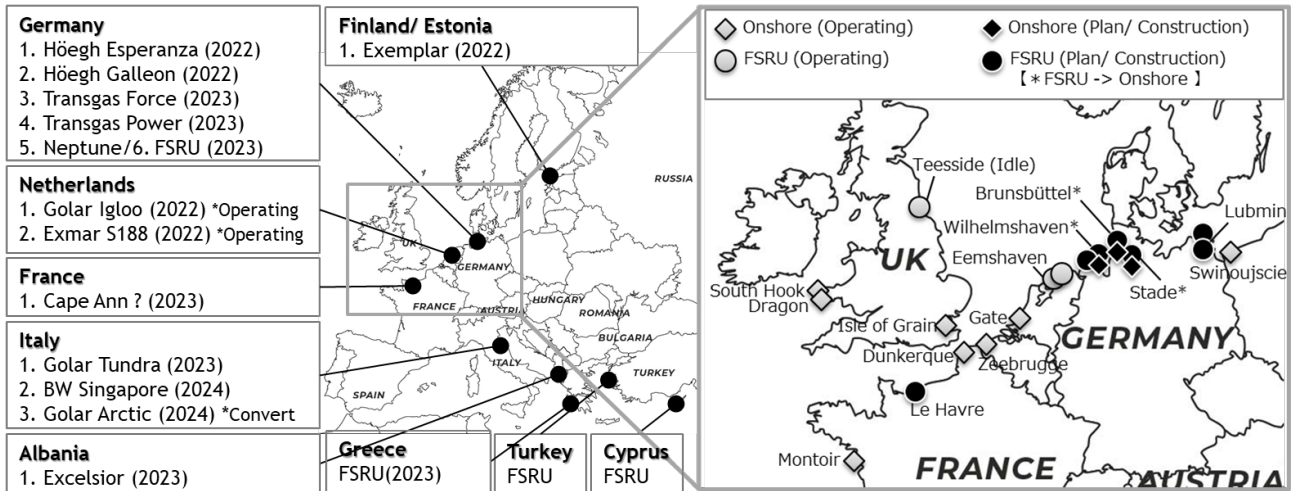 Germany
1. Höegh Esperanza (2022)
2. Höegh Galleon (2022)
3. Transgas Force (2023)
4. Transgas Power (2023)
5. Neptune/6. FSRU (2023)
Finland/ Estonia
1. Exemplar (2022)
Netherlands
1. Golar Igloo (2022) *Operating
2. Exmar S188 (2022) *Operating
France
1. Cape Ann ? (2023)
Italy
1. Golar Tundra (2023)
2. BW Singapore (2024)
3. Golar Arctic (2024) *Convert
Albania
1. Excelsior (2023)
Greece
FSRU(2023)
Turkey
FSRU
Cyprus
FSRU
RUSSIA
UK
GERMANY
FRANCE
AUSTRIA
HUNGARY
ROMANIA
BULGARIA
ITALY
SPAIN
TURKEY
Onshore (Operating)
Onshore (Plan/ Construction)
FSRU (Operating)
FSRU (Plan/ Construction)
【 * FSRU -> Onshore 】
Teesside (Idle)
Brunsbüttel*
Lubmin
Wilhelmshaven*
UK
Eemshaven
Swinoujscie
Stade*
South Hook
Dragon
Isle of Grain
Gate
GERMANY
Dunkerque
Zeebrugge
Le Havre
Montoir
FRANCE
AUSTRIA